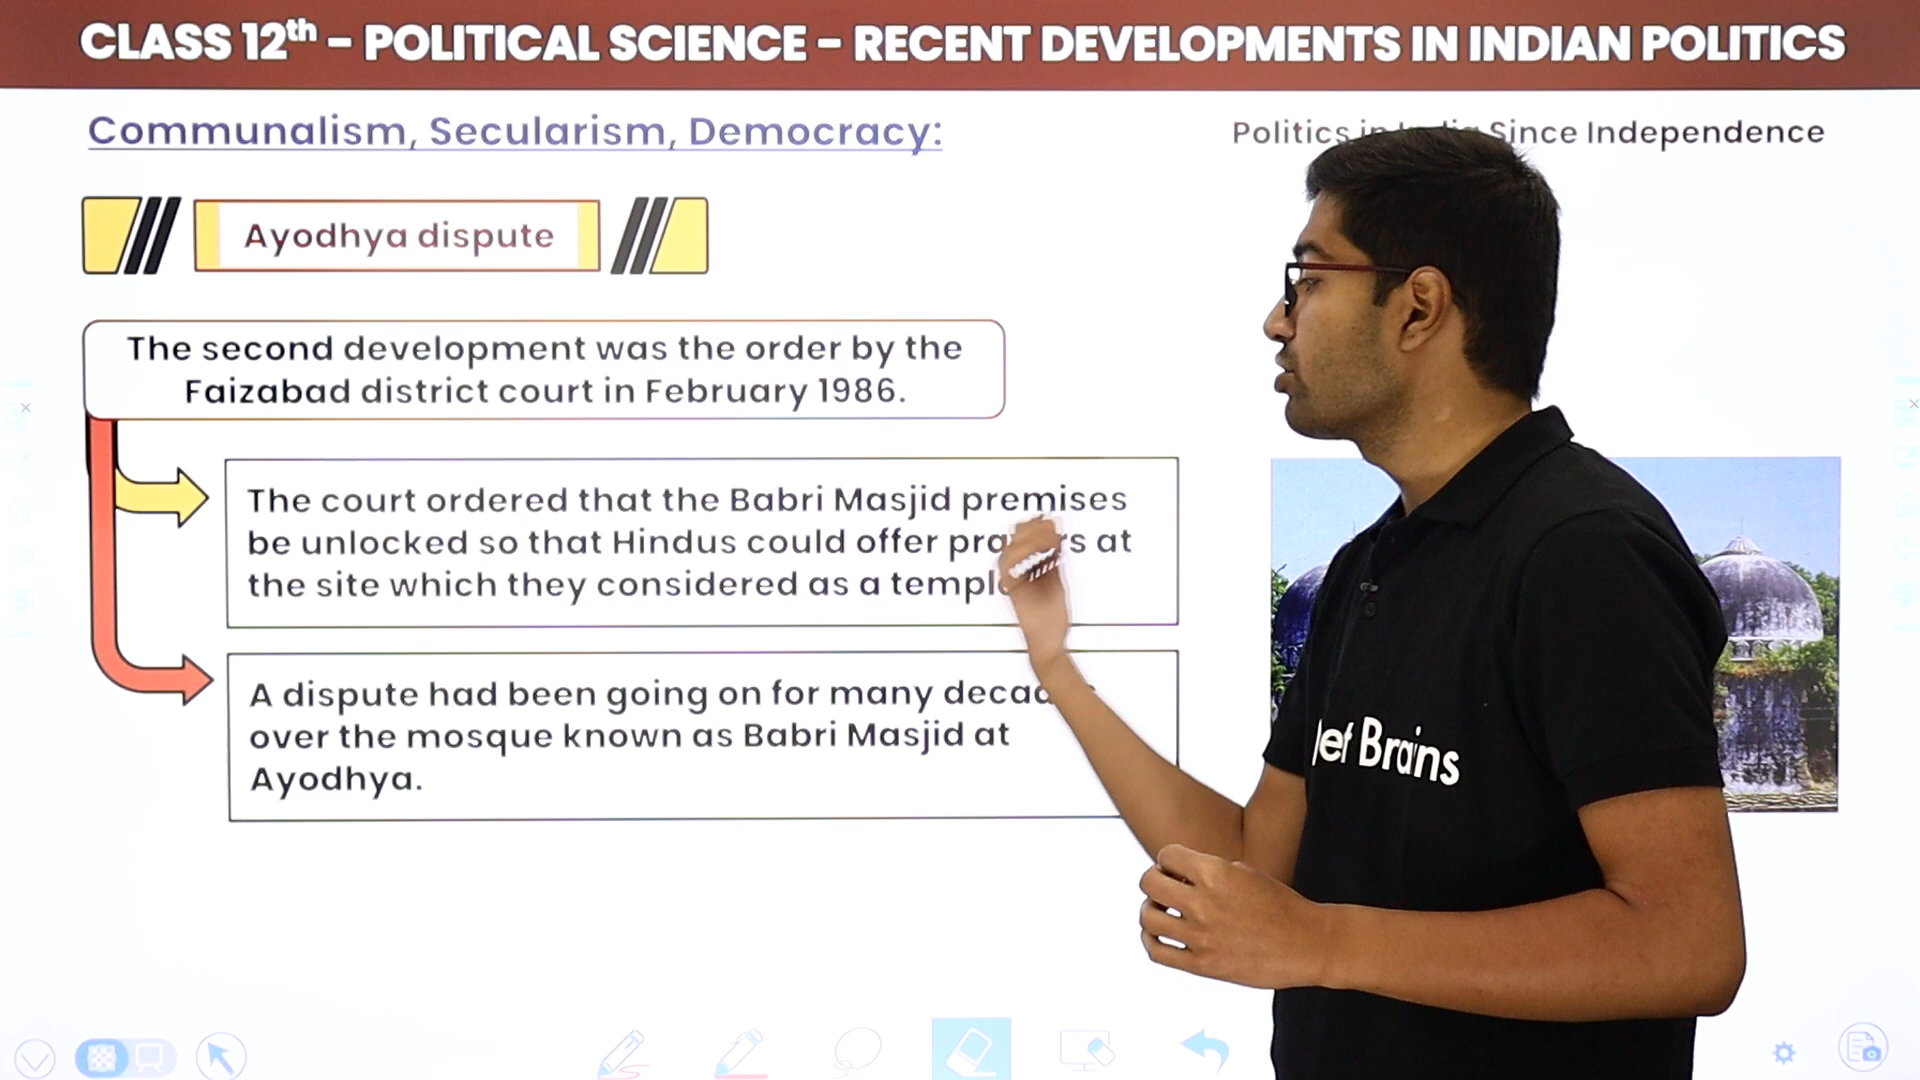 CLASS 12th - POLITICAL SCIENCE - RECENT DEVELOPMENTS IN INDIAN POLITICS
Communalism, Secularism, Democracy:
Politics Since Independence
Ayodhya dispute
The second development was the order by the
Faizabad district court in February 1986.
The court ordered that the Babri Masjid premises
be unlocked so that Hindus could offer at
the site which they considered as a
A dispute had been going on for many
over the mosque known as Babri Masjid at
Ayodhya.
Brains